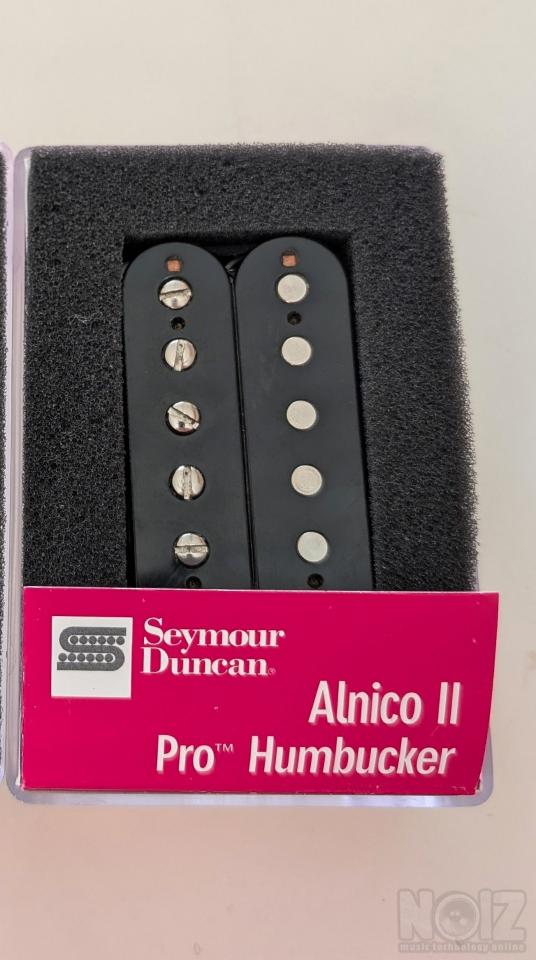 Seymour
Duncan®
Alnico II
Pro™ Humbucker
NOIZ
music technology online